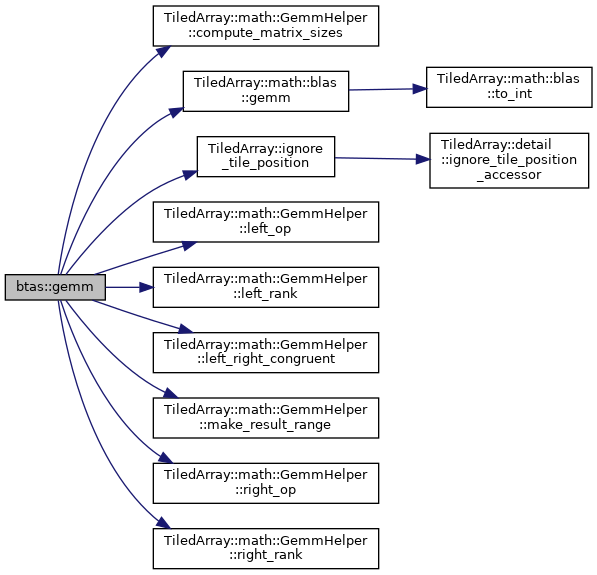 TiledArray::math::GemmHelper
::compute_matrix_sizes
TiledArray::math::blas
::gemm
TiledArray::math::blas
::to_int
TiledArray::ignore
_tile_position
TiledArray::detail
::ignore_tile_position
_accessor
TiledArray::math::GemmHelper
::left_op
btas::gemm
TiledArray::math::GemmHelper
::left_rank
TiledArray::math::GemmHelper
::left_right_congruent
TiledArray::math::GemmHelper
::make_result_range
TiledArray::math::GemmHelper
::right_op
TiledArray::math::GemmHelper
::right_rank